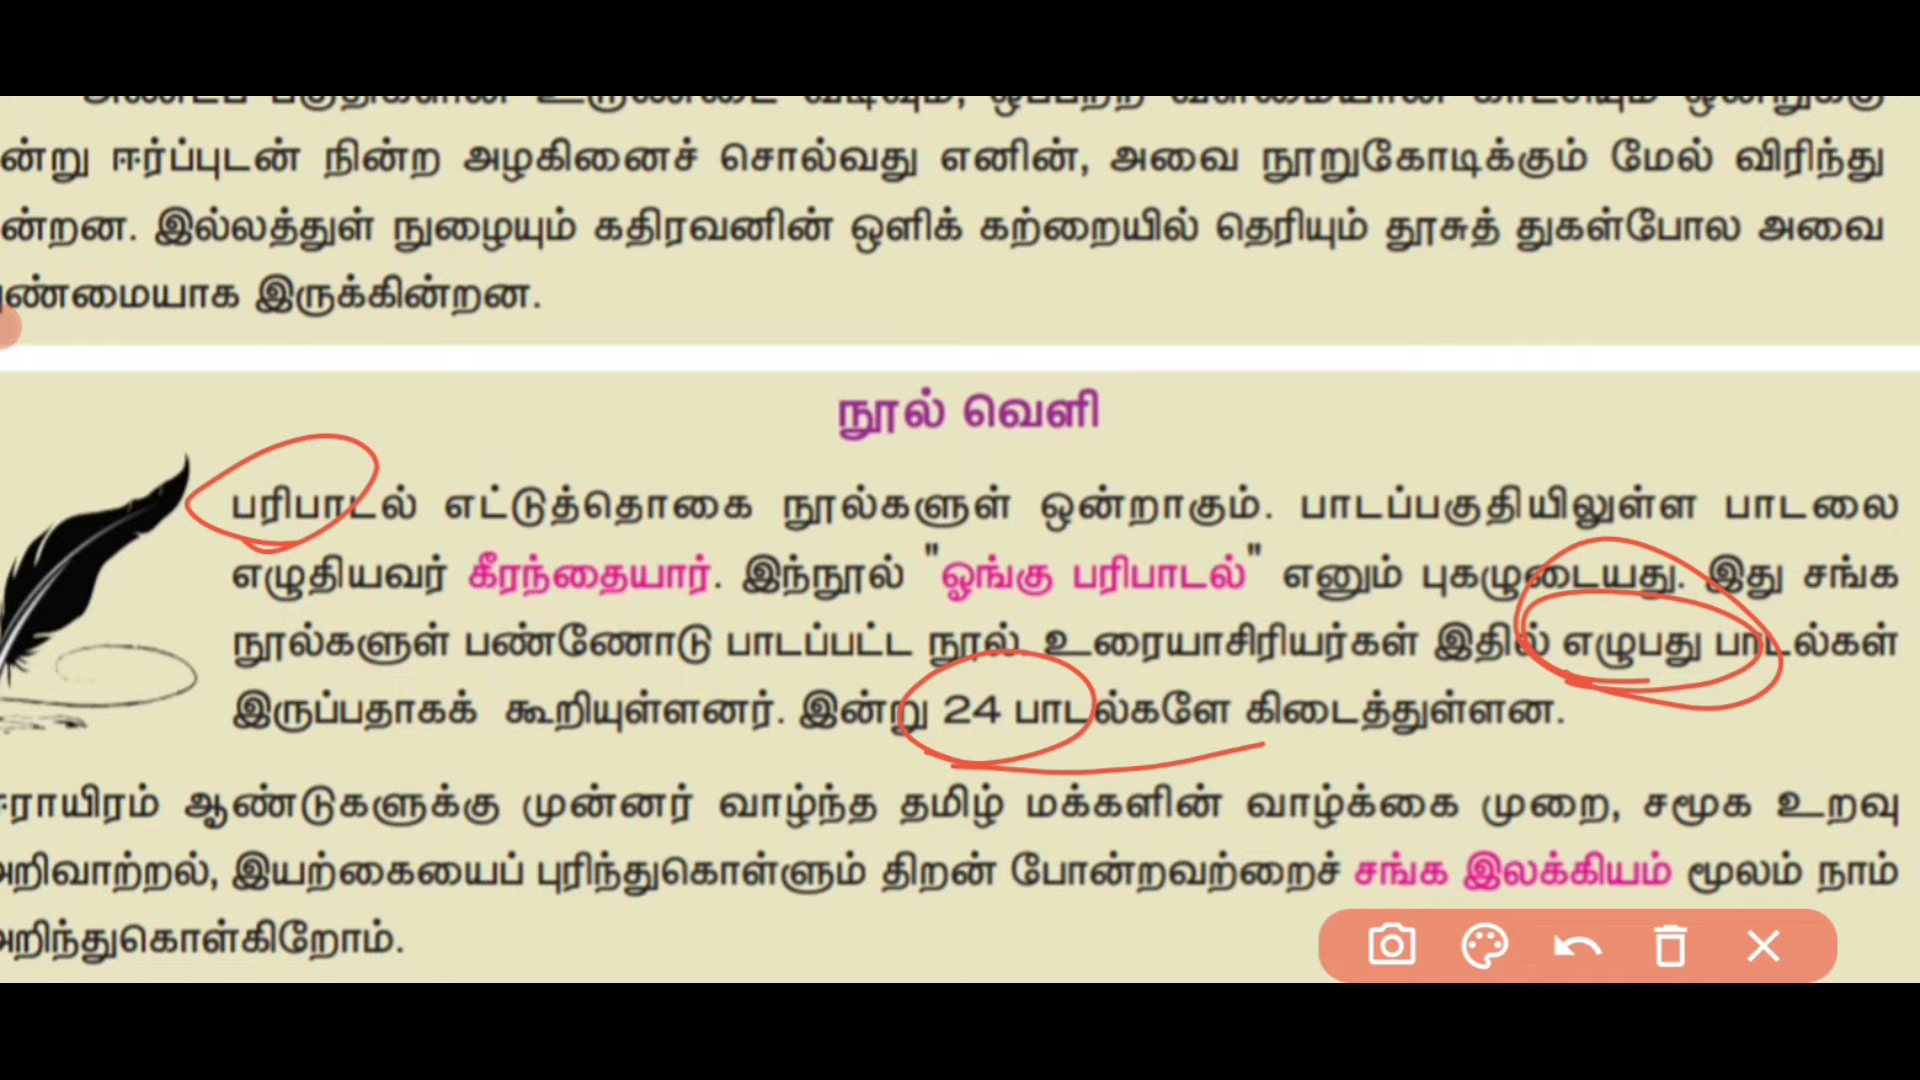 ன்று ஈர்ப்புடன் நின்ற அழகினைச் சொல்வது எனின், அவை நூறுகோடிக்கும் மேல் விரிந்து
ன்றன. இல்லத்துள் நுழையும் கதிரவனின் ஒளிக் கற்றையில் தெரியும் தூசுத் துகள்போல அவை
ண்மையாக இருக்கின்றன.
நூல் வெளி
பரிபாடல் எட்டுத்தொகை நூல்களுள் ஒன்றாகும். பாடப்பகுதியிலுள்ள பாடலை
எழுதியவர் கீரந்தையார். இந்நூல் "ஓங்கு பரிபாடல்" எனும் புகழுடையது. இது சங்க
நூல்களுள் பண்ணோடு பாடப்பட்ட நூல். உரையாசிரியர்கள் இதில் எழுபது பாடல்கள்
இருப்பதாகக் கூறியுள்ளனர். இன்று 24 பாடல்களே கிடைத்துள்ளன.
ஈராயிரம் ஆண்டுகளுக்கு முன்னர் வாழ்ந்த தமிழ் மக்களின் வாழ்க்கை முறை, சமூக உறவு
அறிவாற்றல், இயற்கையைப் புரிந்துகொள்ளும் திறன் போன்றவற்றைச் சங்க இலக்கியம் மூலம் நாம்
அறிந்துகொள்கிறோம்.